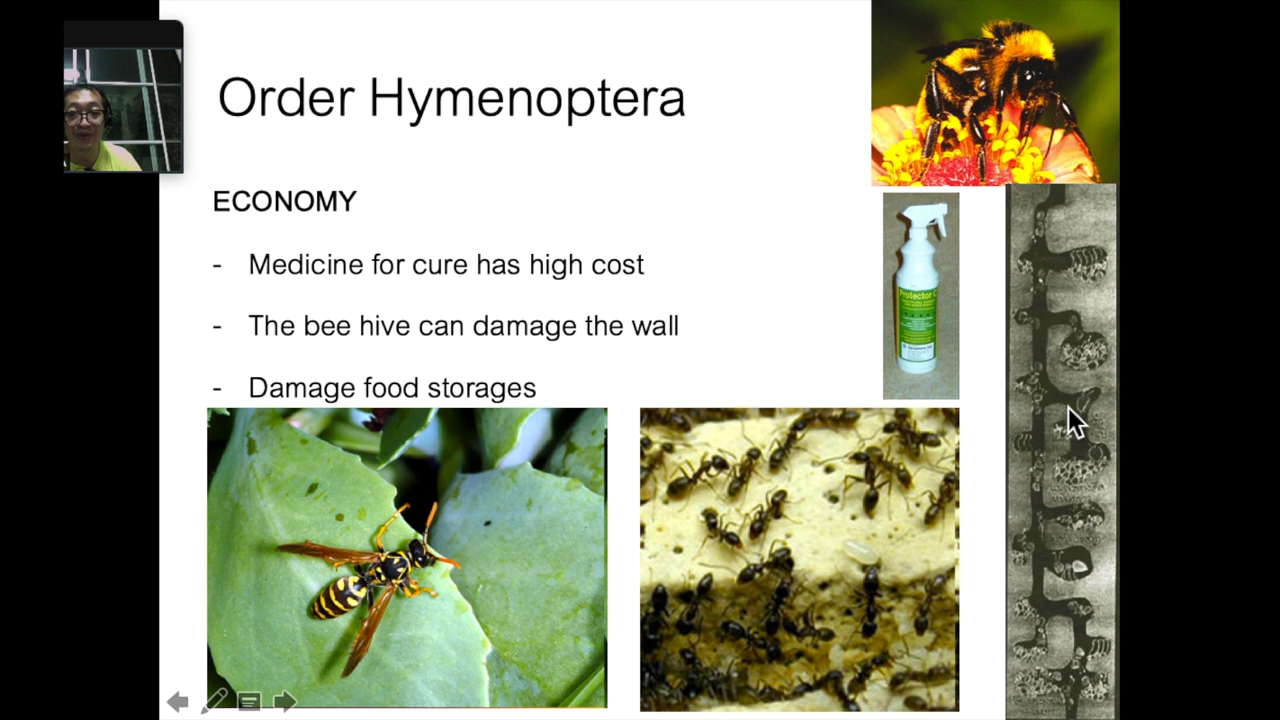 Order Hymenoptera
ECONOMY
- Medicine for cure has high cost
- The bee hive can damage the wall
- Damage food storages
Protector C